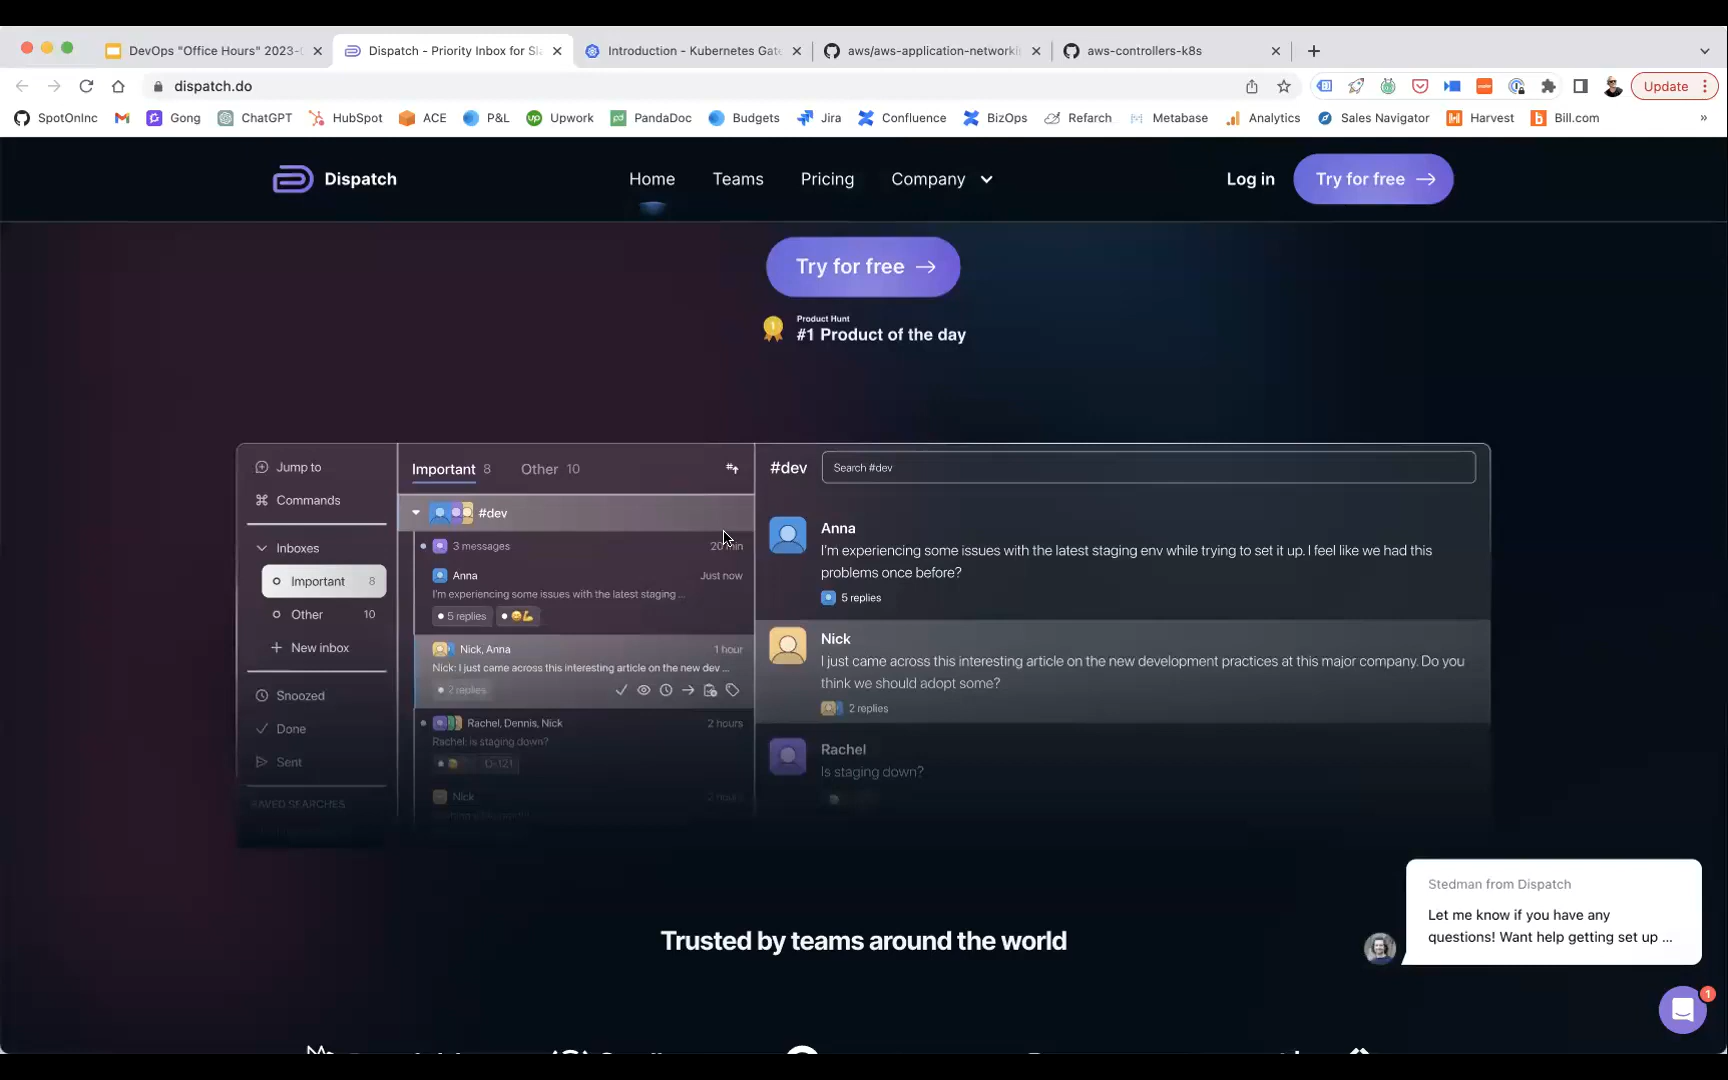 DevOps "Office Hours" 2023-
Dispatch - Priority Inbox for Sl
Introduction - Kubernetes Gate
aws/aws-application-networki
aws-controllers-k8s
dispatch.do
Update
SpotOnInc
Gong
ChatGPT
HubSpot
ACE
P&L
Upwork
PandaDoc
Budgets
Jira
Confluence
BizOps
Refarch
Metabase
Analytics
Sales Navigator
Harvest
Bill.com
»
Dispatch
Home
Teams
Pricing
Company
Log in
Try for free →
Try for free →
Product Hunt
#1 Product of the day
Jump to
Commands
Inboxes
Important 8
Other 10
New inbox
Snoozed
Done
Sent
SAVED SEARCHES
Important 8
Other 10
#dev
3 messages
20 min
Anna
Just now
I'm experiencing some issues with the latest staging ...
5 replies
Nick, Anna
1 hour
Nick: I just came across this interesting article on the new dev ...
2 replies
Rachel, Dennis, Nick
2 hours
Rachel: is staging down?
D-121
Nick
2 hours
#dev
Search #dev
Anna
I'm experiencing some issues with the latest staging env while trying to set it up. I feel like we had this
problems once before?
5 replies
Nick
I just came across this interesting article on the new development practices at this major company. Do you
think we should adopt some?
2 replies
Rachel
Is staging down?
Trusted by teams around the world
Stedman from Dispatch
Let me know if you have any
questions! Want help getting set up ...
1